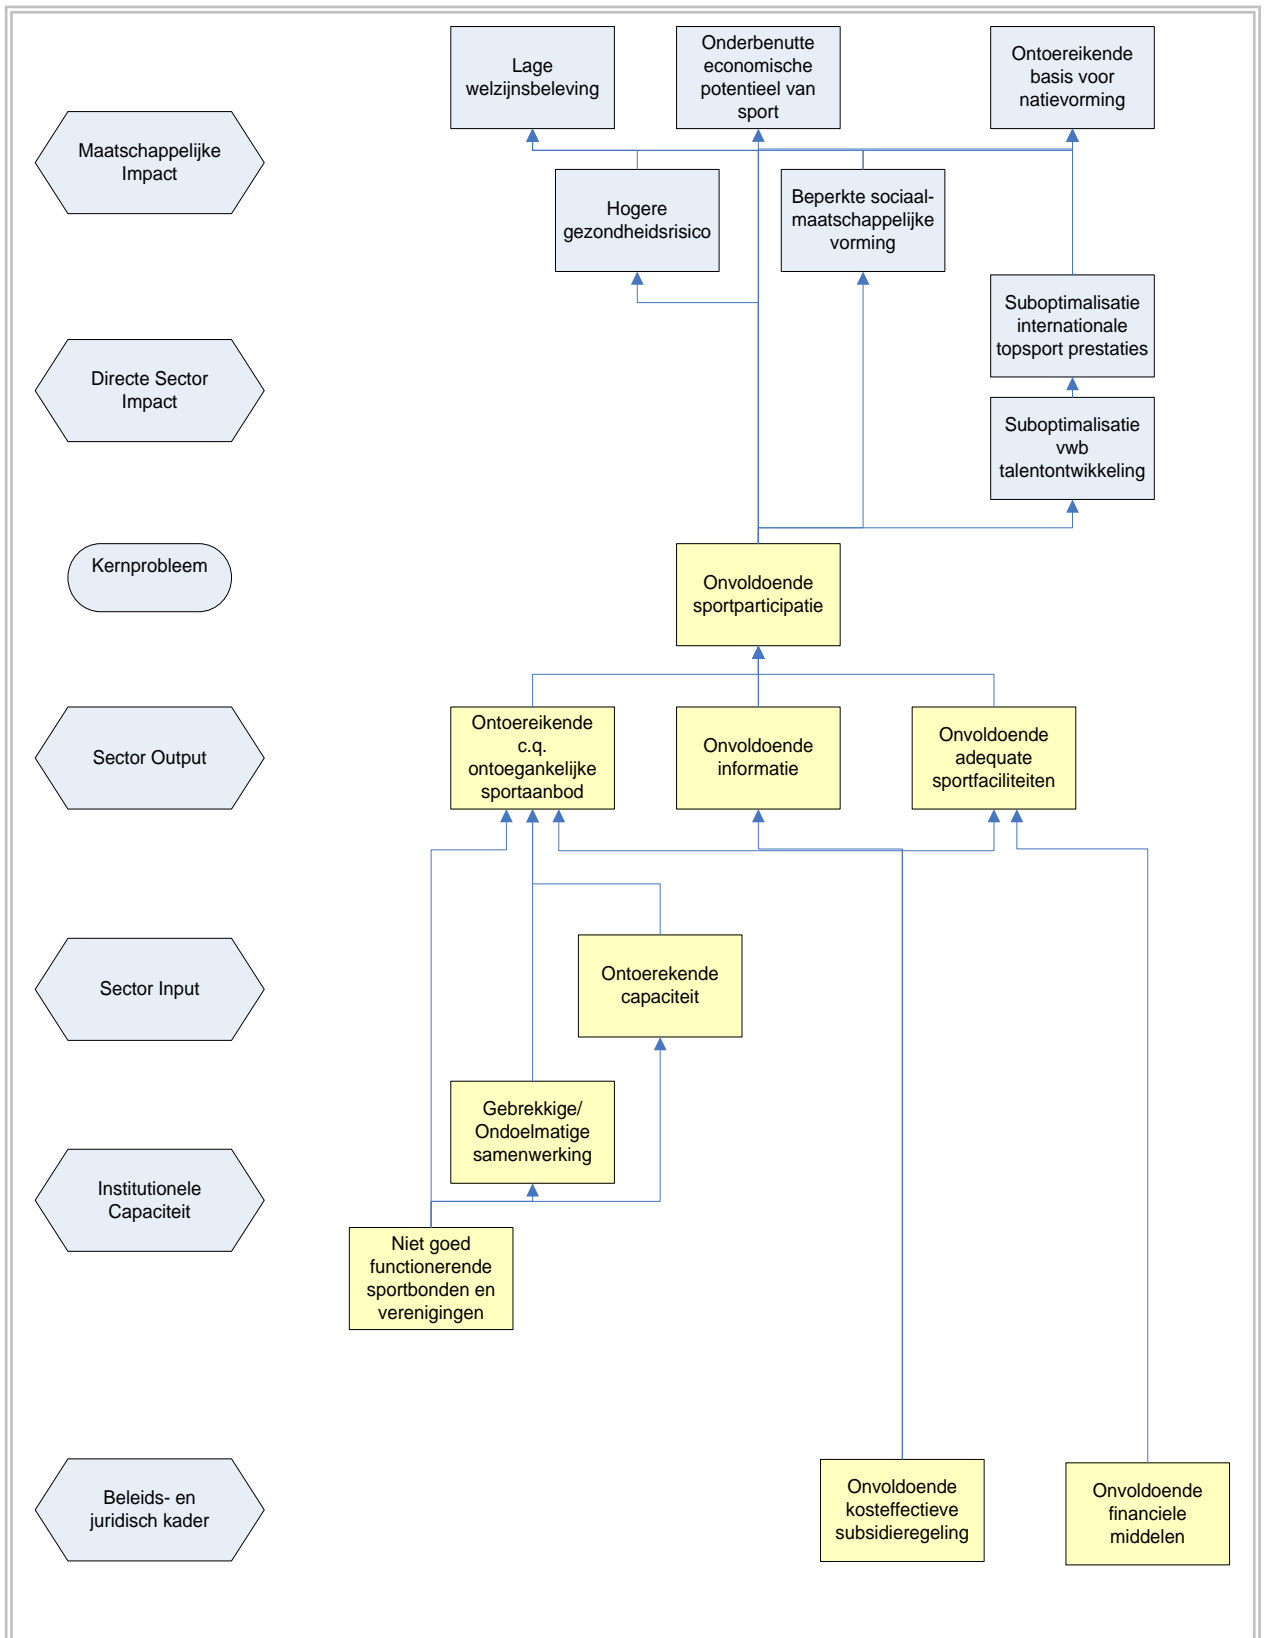 Lage
welzijnsbeleving
Onderbenutte
economische
potentieel van
sport
Ontoereikende
basis voor
natievorming
Maatschappelijke
Impact
Hogere
gezondheidsrisico
Beperkte sociaal-
maatschappelijke
vorming
Suboptimalisatie
internationale
topsport prestaties
Directe Sector
Impact
Suboptimalisatie
vwb
talentontwikkeling
Kernprobleem
Onvoldoende
sportparticipatie
Sector Output
Ontoereikende
c.q.
ontoegankelijke
sportaanbod
Onvoldoende
informatie
Onvoldoende
adequate
sportfaciliteiten
Sector Input
Ontoerekende
capaciteit
Gebrekkige/
Ondoelmatige
samenwerking
Institutionele
Capaciteit
Niet goed
functionerende
sportbonden en
verenigingen
Beleids- en
juridisch kader
Onvoldoende
kosteffectieve
subsidieregeling
Onvoldoende
financiele
middelen